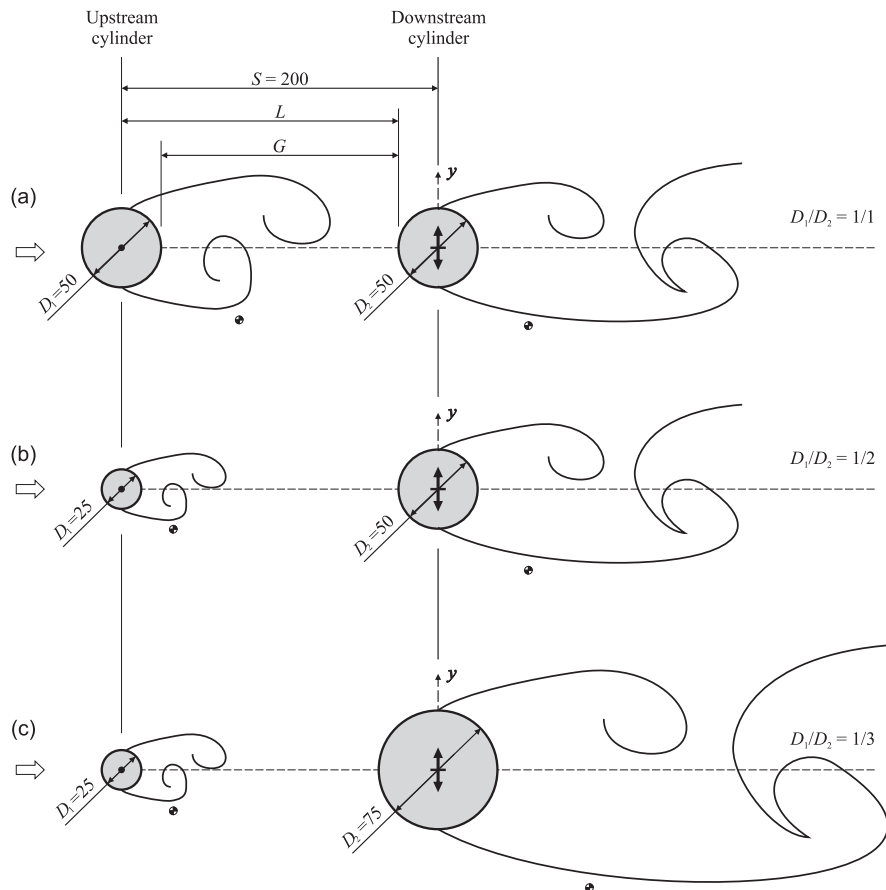 Upstream
cylinder
Downstream
cylinder
S = 200
L
G
(a)
y
D₁/D₂ = 1/1
D₁=50
D₂=50
(b)
y
D₁/D₂ = 1/2
D₁=25
D₂=50
(c)
y
D₁/D₂ = 1/3
D₁=25
D₂=75